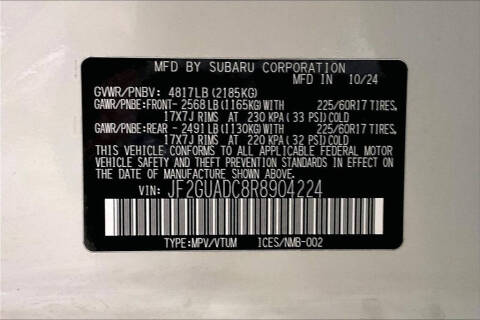 MFD. BY SUBARU CORPORATION
MFD IN 10/24
GVWR/PNBV: 4817LB (2185KG)
GAWR/PNBE:FRONT- 2568 LB (1165KG) WITH 225/60R17 TIRES,
17X7J RIMS AT 230 KPA (33 PSI) COLD
GAWR/PNBE:REAR - 2491 LB (1130KG) WITH 225/60R17 TIRES,
17X7J RIMS AT 220 KPA (32 PSI) COLD
THIS VEHICLE CONFORMS TO ALL APPLICABLE FEDERAL MOTOR
VEHICLE SAFETY AND THEFT PREVENTION STANDARDS IN EFFECT
ON THE DATE OF MANUFACTURE SHOWN ABOVE.
VIN: JF2GUADC8R8904224
TYPE:MPV/VTUM ICES/NMB-002